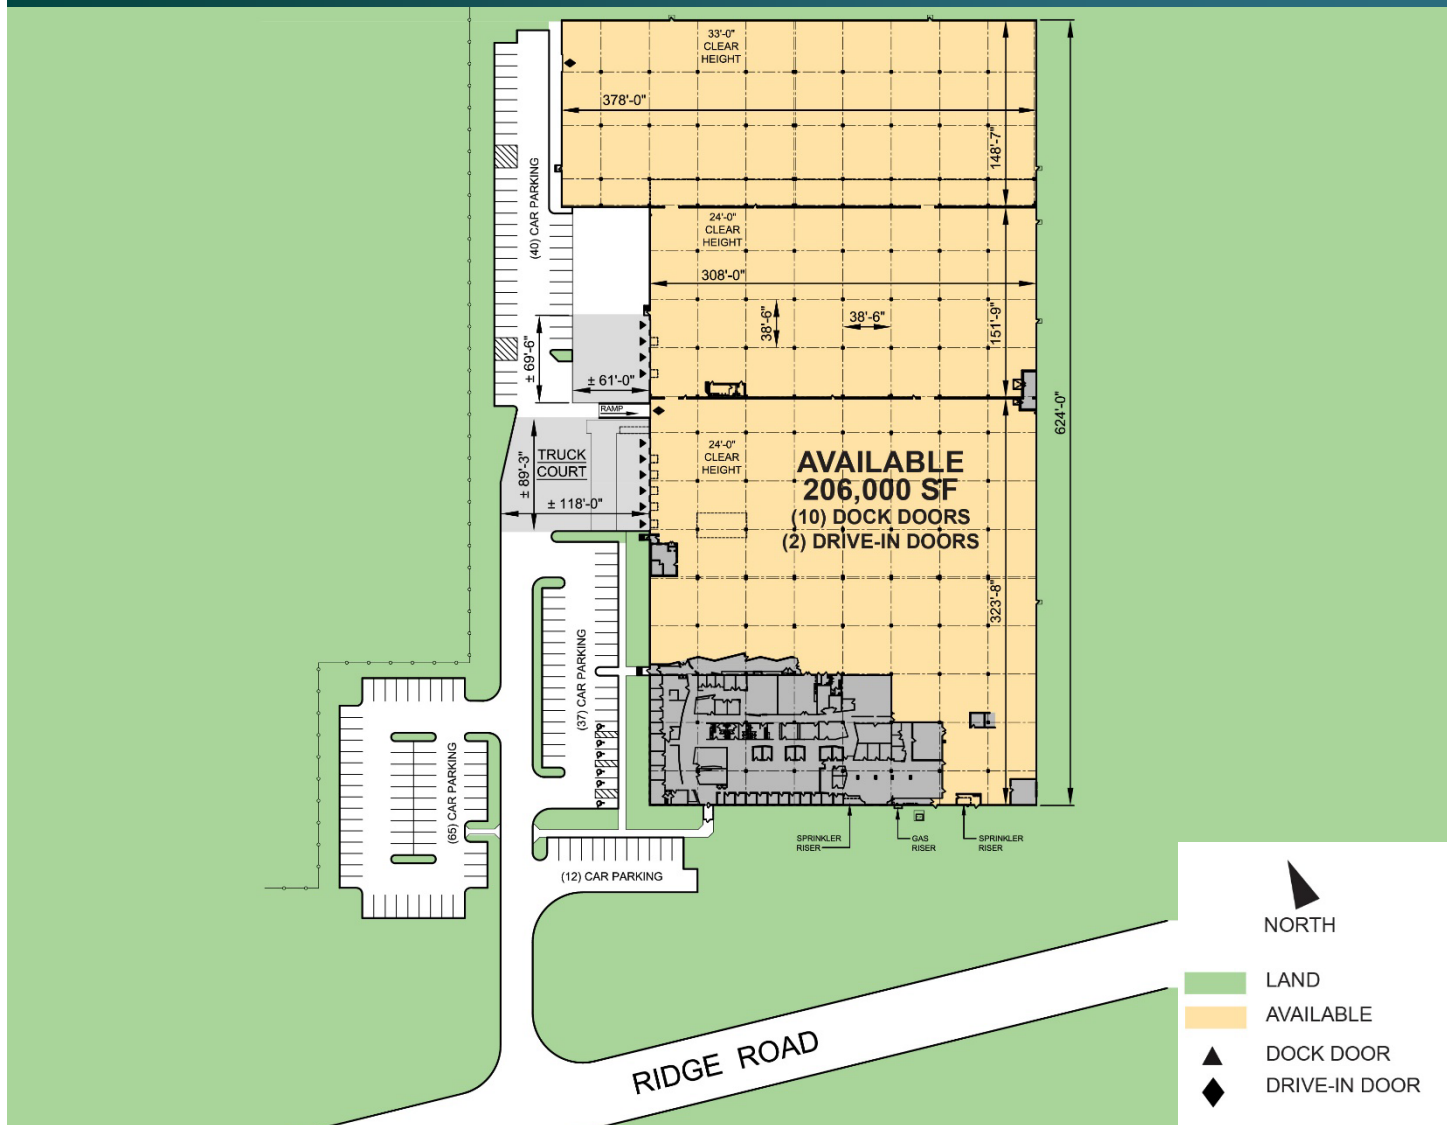 33'-0"
CLEAR
HEIGHT
378'-0"
148'-7"
(40) CAR PARKING
24'-0"
CLEAR
HEIGHT
308'-0"
38'-6"
38'-6"
151'-9"
± 69'-6"
± 61'-0"
RAMP
624'-0"
± 89'-3"
TRUCK
COURT
± 118'-0"
24'-0"
CLEAR
HEIGHT
AVAILABLE
206,000 SF
(10) DOCK DOORS
(2) DRIVE-IN DOORS
323'-8"
(37) CAR PARKING
(65) CAR PARKING
(12) CAR PARKING
SPRINKLER
RISER
GAS
RISER
SPRINKLER
RISER
RIDGE ROAD
NORTH
LAND
AVAILABLE
DOCK DOOR
DRIVE-IN DOOR